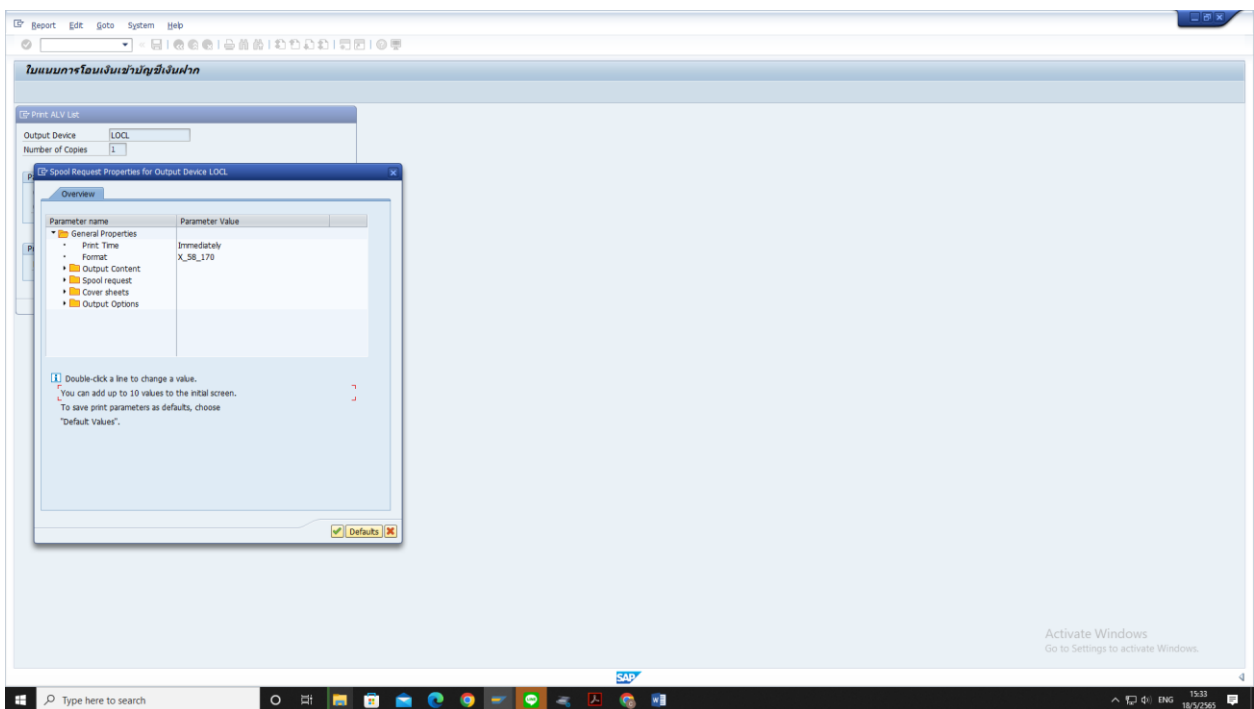 Report Edit Goto System Help
ใบแนบการโอนเงินเข้าบัญชีเงินฝาก
Print ALV List
Output Device LOCL
Number of Copies 1
Spool Request Properties for Output Device LOCL
Overview
Parameter name Parameter Value
General Properties
Print Time Immediately
Format X_58_170
Output Content
Spool request
Cover sheets
Output Options
Double-click a line to change a value.
You can add up to 10 values to the initial screen.
To save print parameters as defaults, choose
"Default Values".
Defaults
Activate Windows
Go to Settings to activate Windows.
SAP
Type here to search
ENG
15:33
18/5/2565